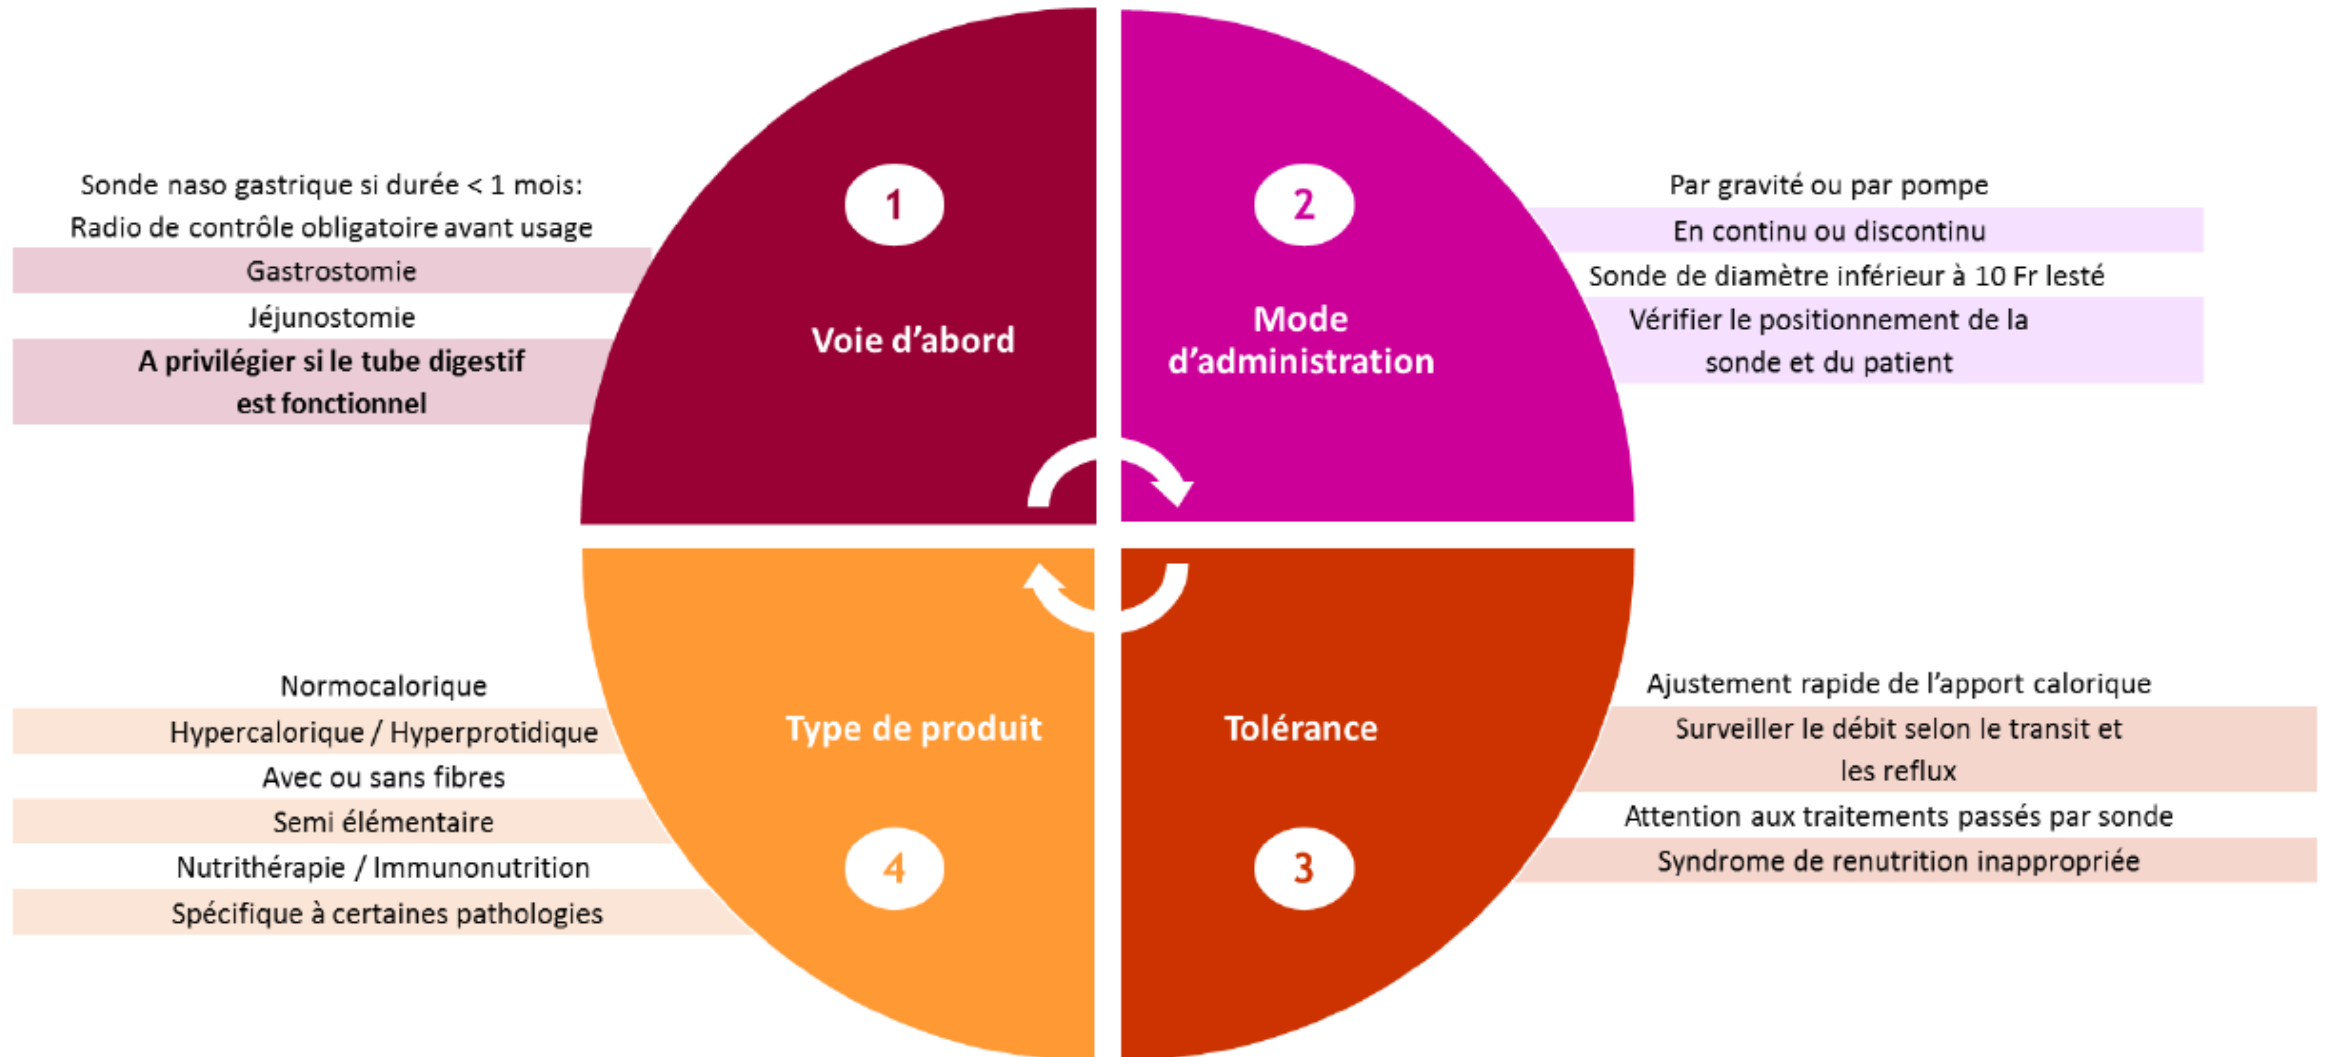 Sonde naso gastrique si durée < 1 mois:
Radio de contrôle obligatoire avant usage
Gastrostomie
Jéjunostomie
A privilégier si le tube digestif
est fonctionnel
1
Voie d'abord
2
Mode
d'administration
Par gravité ou par pompe
En continu ou discontinu
Sonde de diamètre inférieur à 10 Fr lesté
Vérifier le positionnement de la
sonde et du patient
Tolérance
3
Ajustement rapide de l'apport calorique
Surveiller le débit selon le transit et
les reflux
Attention aux traitements passés par sonde
Syndrome de renutrition inappropriée
Type de produit
4
Normocalorique
Hypercalorique / Hyperprotidique
Avec ou sans fibres
Semi élémentaire
Nutrithérapie / Immunonutrition
Spécifique à certaines pathologies